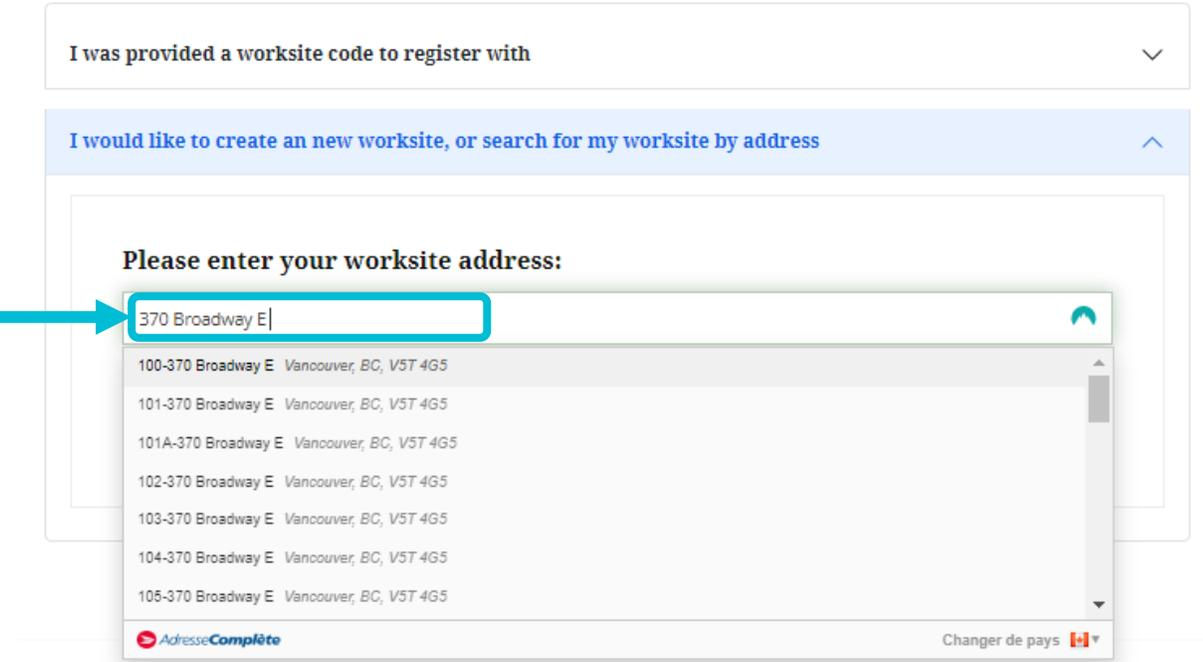 I was provided a worksite code to register with
I would like to create an new worksite, or search for my worksite by address
Please enter your worksite address:
370 Broadway E
100-370 Broadway E Vancouver, BC, V5T 4G5
101-370 Broadway E Vancouver, BC, V5T 4G5
101A-370 Broadway E Vancouver, BC, V5T 4G5
102-370 Broadway E Vancouver, BC, V5T 4G5
103-370 Broadway E Vancouver, BC, V5T 4G5
104-370 Broadway E Vancouver, BC, V5T 4G5
105-370 Broadway E Vancouver, BC, V5T 4G5
AdresseComplète Changer de pays